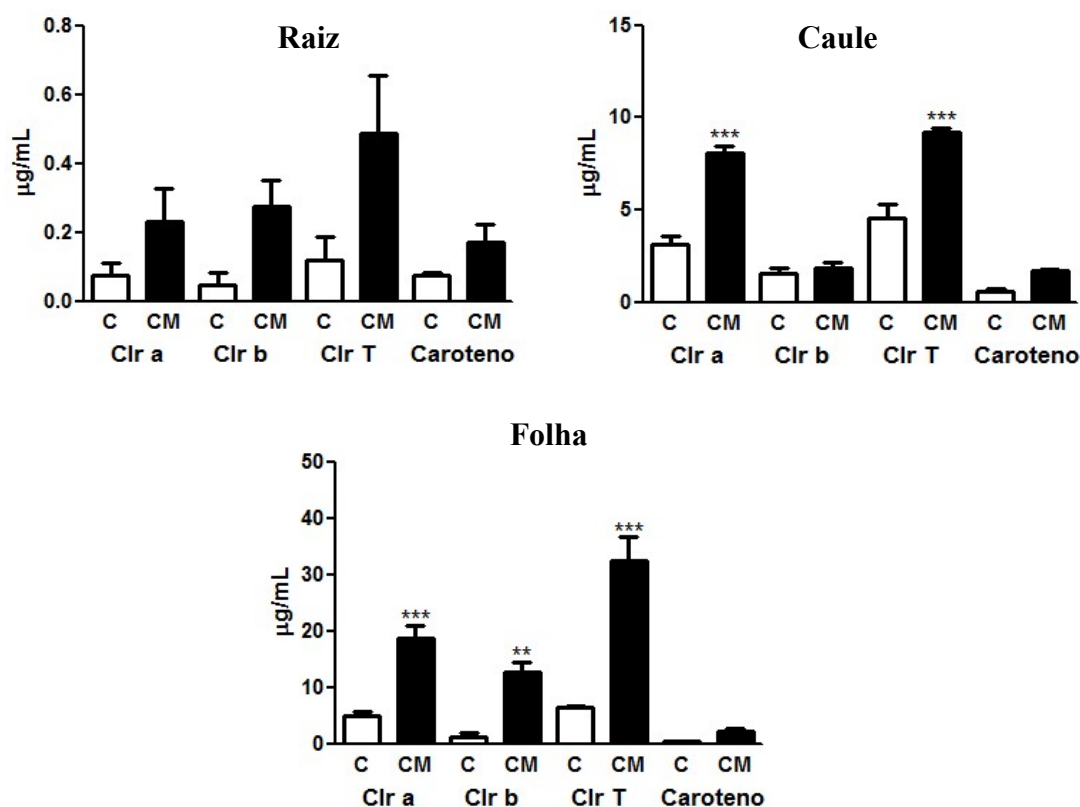 Raiz
µg/mL
0.8
0.6
0.4
0.2
0.0
C CM C CM C CM C CM
Clr a Clr b Clr T Caroteno
Caule
µg/mL
15
10
5
0
*** ***
C CM C CM C CM C CM
Clr a Clr b Clr T Caroteno
Folha
µg/mL
50
40
30
20
10
0
*** ** ***
C CM C CM C CM C CM
Clr a Clr b Clr T Caroteno